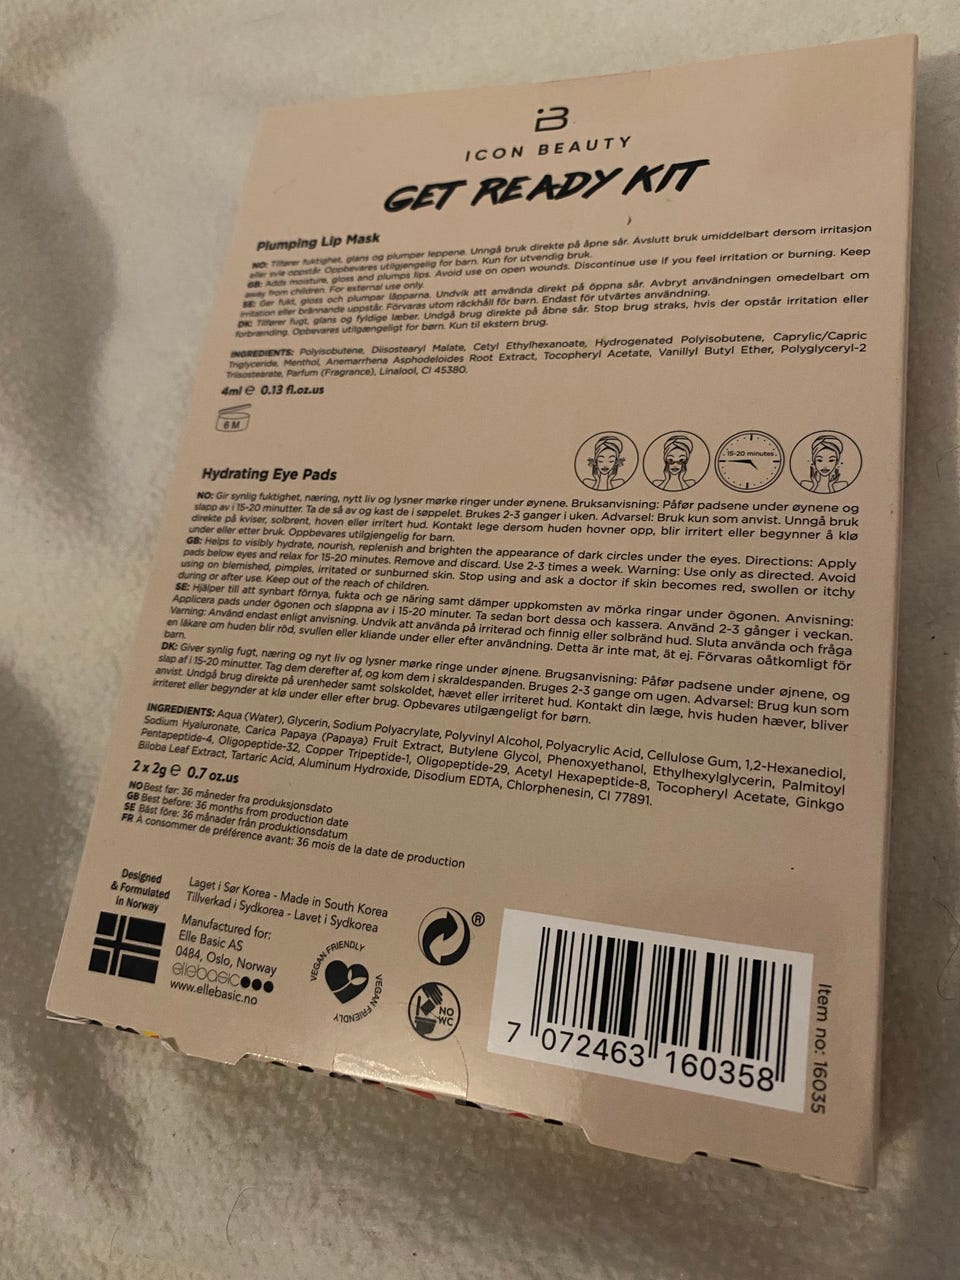 ICON BEAUTY
GET READY KIT
Plumping Lip Mask
NO: Tilfører fuktighet, glans og plumper leppene. Unngå bruk direkte på åpne sår. Avslutt bruk umiddelbart dersom irritasjon
eller svie oppstår. Oppbevares utilgjengelig for barn. Kun for utvendig bruk.
GB: Adds moisture, gloss and plumps lips. Avoid use on open wounds. Discontinue use if you feel irritation or burning. Keep
away from children. For external use only.
SE: Ger fukt, gloss och plumpar läpparna. Undvik att använda direkt på öppna sår. Avbryt användningen omedelbart om
irritation eller brännande uppstår. Förvaras utom räckhåll för barn. Endast för utvärtes användning.
DK: Tilfører fugt, glans og fyldige læber. Undgå brug direkte på åbne sår. Stop brug straks, hvis der opstår irritation eller
forbrænding. Opbevares utilgængeligt for børn. Kun til ekstern brug.
INGREDIENTS: Polyisobutene, Diisostearyl Malate, Cetyl Ethylhexanoate, Hydrogenated Polyisobutene, Caprylic/Capric
Triglyceride, Menthol, Anemarrhena Asphodeloides Root Extract, Tocopheryl Acetate, Vanillyl Butyl Ether, Polyglyceryl-2
Triisostearate, Parfum (Fragrance), Linalool, CI 45380.
4ml ℮ 0.13 fl.oz.us
6 M
15-20 minutes
Hydrating Eye Pads
NO: Gir synlig fuktighet, næring, nytt liv og lysner mørke ringer under øynene. Bruksanvisning: Påfør padsene under øynene og
slapp av i 15-20 minutter. Ta de så av og kast de i søppelet. Brukes 2-3 ganger i uken. Advarsel: Bruk kun som anvist. Unngå bruk
direkte på kviser, solbrent, hoven eller irritert hud. Kontakt lege dersom huden hovner opp, blir irritert eller begynner å klø
under eller etter bruk. Oppbevares utilgjengelig for barn.
GB: Helps to visibly hydrate, nourish, replenish and brighten the appearance of dark circles under the eyes. Directions: Apply
pads below eyes and relax for 15-20 minutes. Remove and discard. Use 2-3 times a week. Warning: Use only as directed. Avoid
using on blemished, pimples, irritated or sunburned skin. Stop using and ask a doctor if skin becomes red, swollen or itchy
during or after use. Keep out of the reach of children.
SE: Hjälper till att synbart förnya, fukta och ge näring samt dämper uppkomsten av mörka ringar under ögonen. Anvisning:
Applicera pads under ögonen och slappna av i 15-20 minuter. Ta sedan bort dessa och kassera. Använd 2-3 gånger i veckan.
Varning: Använd endast enligt anvisning. Undvik att använda på irriterad och finnig eller solbränd hud. Sluta använda och fråga
en läkare om huden blir röd, svullen eller kliande under eller efter användning. Detta är inte mat, ät ej. Förvaras oåtkomligt för
barn.
DK: Giver synlig fugt, næring og nyt liv og lysner mørke ringe under øjnene. Brugsanvisning: Påfør padsene under øjnene, og
slap af i 15-20 minutter. Tag dem derefter af, og kom dem i skraldespanden. Bruges 2-3 gange om ugen. Advarsel: Brug kun som
anvist. Undgå brug direkte på urenheder samt solskoldet, hævet eller irriteret hud. Kontakt din læge, hvis huden hæver, bliver
irriteret eller begynder at klø under eller efter brug. Opbevares utilgængeligt for børn.
INGREDIENTS: Aqua (Water), Glycerin, Sodium Polyacrylate, Polyvinyl Alcohol, Polyacrylic Acid, Cellulose Gum, 1,2-Hexanediol,
Sodium Hyaluronate, Carica Papaya (Papaya) Fruit Extract, Butylene Glycol, Phenoxyethanol, Ethylhexylglycerin, Palmitoyl
Pentapeptide-4, Oligopeptide-32, Copper Tripeptide-1, Oligopeptide-29, Acetyl Hexapeptide-8, Tocopheryl Acetate, Ginkgo
Biloba Leaf Extract, Tartaric Acid, Aluminum Hydroxide, Disodium EDTA, Chlorphenesin, CI 77891.
2 x 2g ℮ 0.7 oz.us
NO Best før: 36 måneder fra produksjonsdato
GB Best before: 36 months from production date
SE Bäst före: 36 månader från produktionsdatum
FR À consommer de préférence avant: 36 mois de la date de production
Designed
& Formulated
in Norway
Laget i Sør Korea - Made in South Korea
Tillverkad i Sydkorea - Lavet i Sydkorea
Manufactured for:
Elle Basic AS
0484, Oslo, Norway
ellebasic
www.ellebasic.no
VEGAN FRIENDLY
VEGAN FRIENDLY
®
NO
WC
7 072463 160358
Item no: 16035